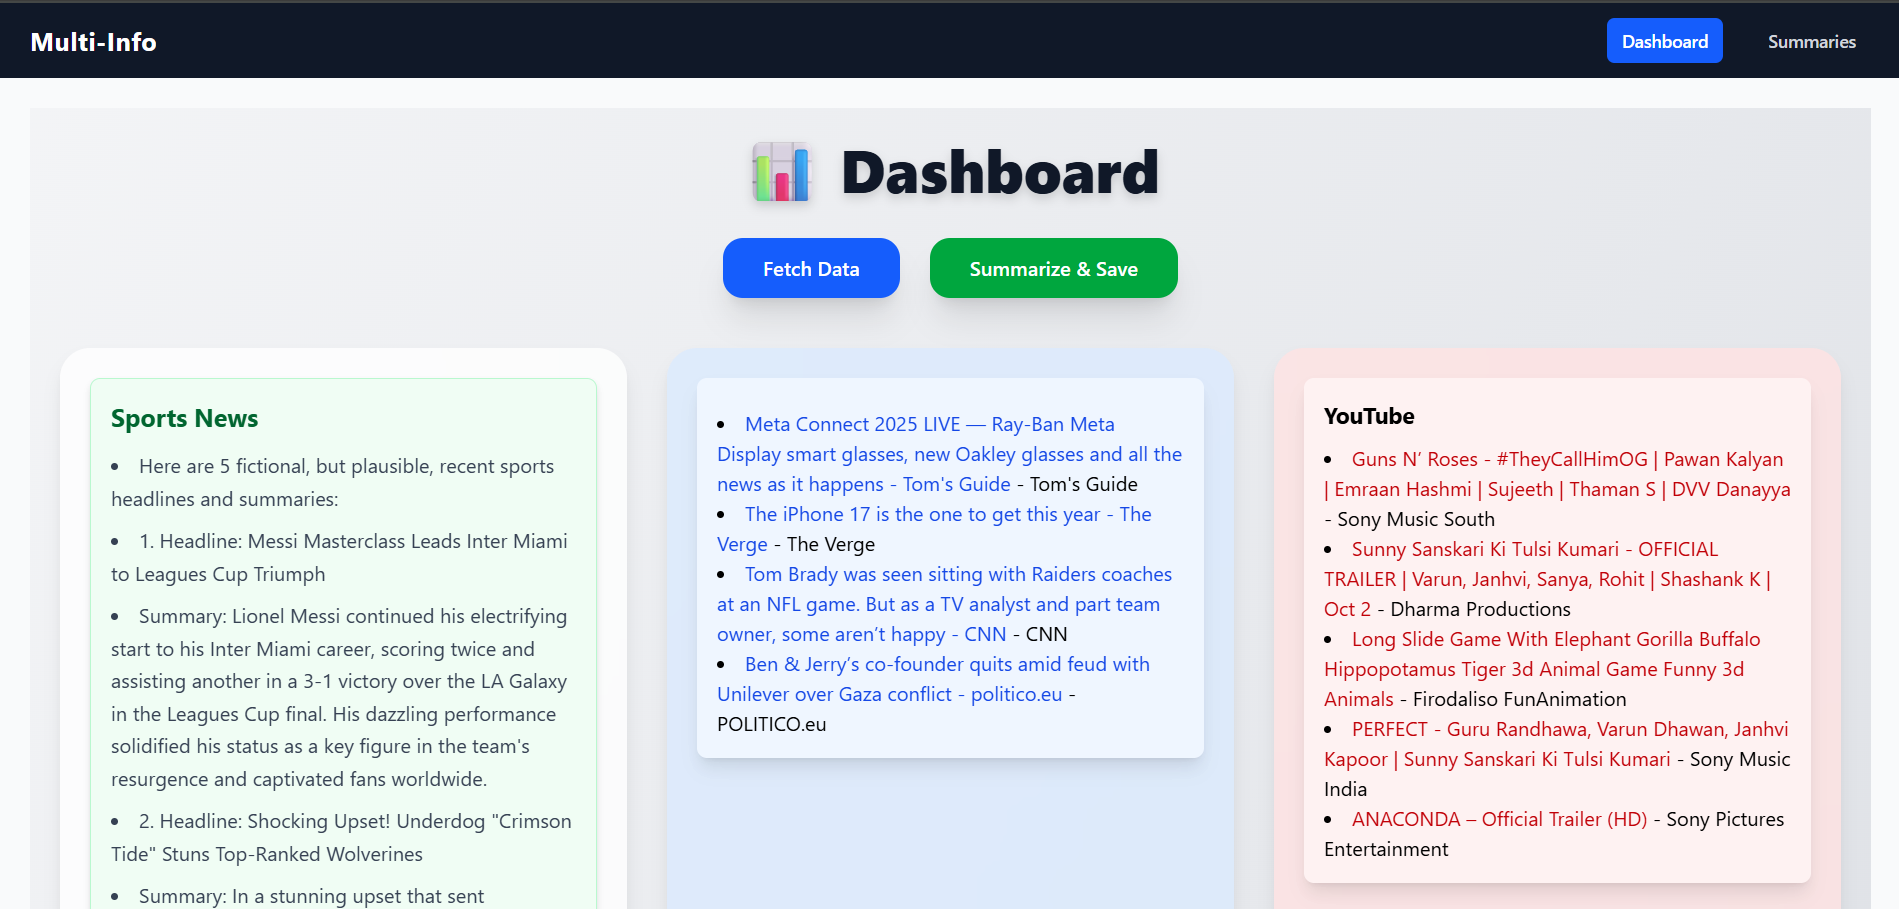 Multi-Info
Dashboard
Summaries
Dashboard
Fetch Data
Summarize & Save
Sports News
• Here are 5 fictional, but plausible, recent sports
headlines and summaries:
• 1. Headline: Messi Masterclass Leads Inter Miami
to Leagues Cup Triumph
• Summary: Lionel Messi continued his electrifying
start to his Inter Miami career, scoring twice and
assisting another in a 3-1 victory over the LA Galaxy
in the Leagues Cup final. His dazzling performance
solidified his status as a key figure in the team's
resurgence and captivated fans worldwide.
• 2. Headline: Shocking Upset! Underdog "Crimson
Tide" Stuns Top-Ranked Wolverines
• Summary: In a stunning upset that sent
• Meta Connect 2025 LIVE — Ray-Ban Meta
Display smart glasses, new Oakley glasses and all the
news as it happens - Tom's Guide - Tom's Guide
• The iPhone 17 is the one to get this year - The
Verge - The Verge
• Tom Brady was seen sitting with Raiders coaches
at an NFL game. But as a TV analyst and part team
owner, some aren’t happy - CNN - CNN
• Ben & Jerry’s co-founder quits amid feud with
Unilever over Gaza conflict - politico.eu -
POLITICO.eu
YouTube
• Guns N’ Roses - #TheyCallHimOG | Pawan Kalyan
| Emraan Hashmi | Sujeeth | Thaman S | DVV Danayya
- Sony Music South
• Sunny Sanskari Ki Tulsi Kumari - OFFICIAL
TRAILER | Varun, Janhvi, Sanya, Rohit | Shashank K |
Oct 2 - Dharma Productions
• Long Slide Game With Elephant Gorilla Buffalo
Hippopotamus Tiger 3d Animal Game Funny 3d
Animals - Firodaliso FunAnimation
• PERFECT - Guru Randhawa, Varun Dhawan, Janhvi
Kapoor | Sunny Sanskari Ki Tulsi Kumari - Sony Music
India
• ANACONDA – Official Trailer (HD) - Sony Pictures
Entertainment